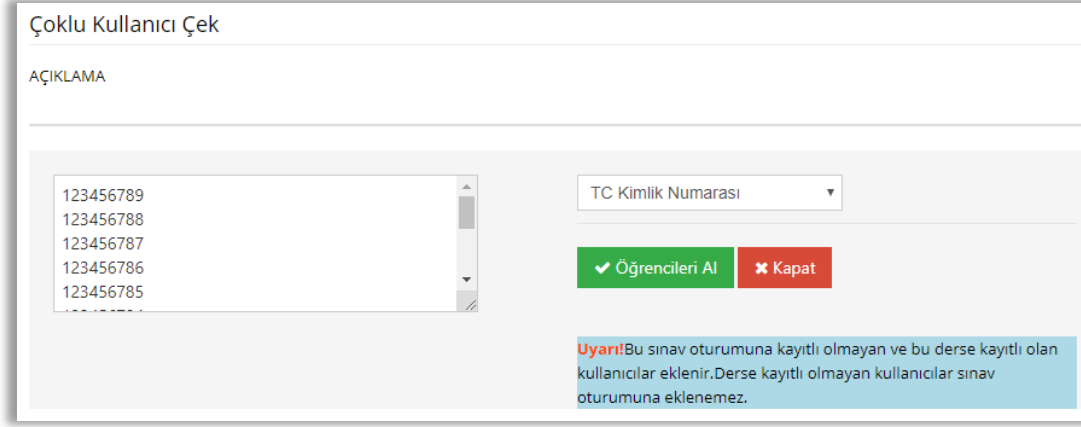 Çoklu Kullanıcı Çek
AÇIKLAMA
123456789
123456788
123456787
123456786
123456785
TC Kimlik Numarası
Öğrencileri Al
Kapat
Uyarı!Bu sınav oturumuna kayıtlı olmayan ve bu derse kayıtlı olan
kullanıcılar eklenir.Derse kayıtlı olmayan kullanıcılar sınav
oturumuna eklenemez.